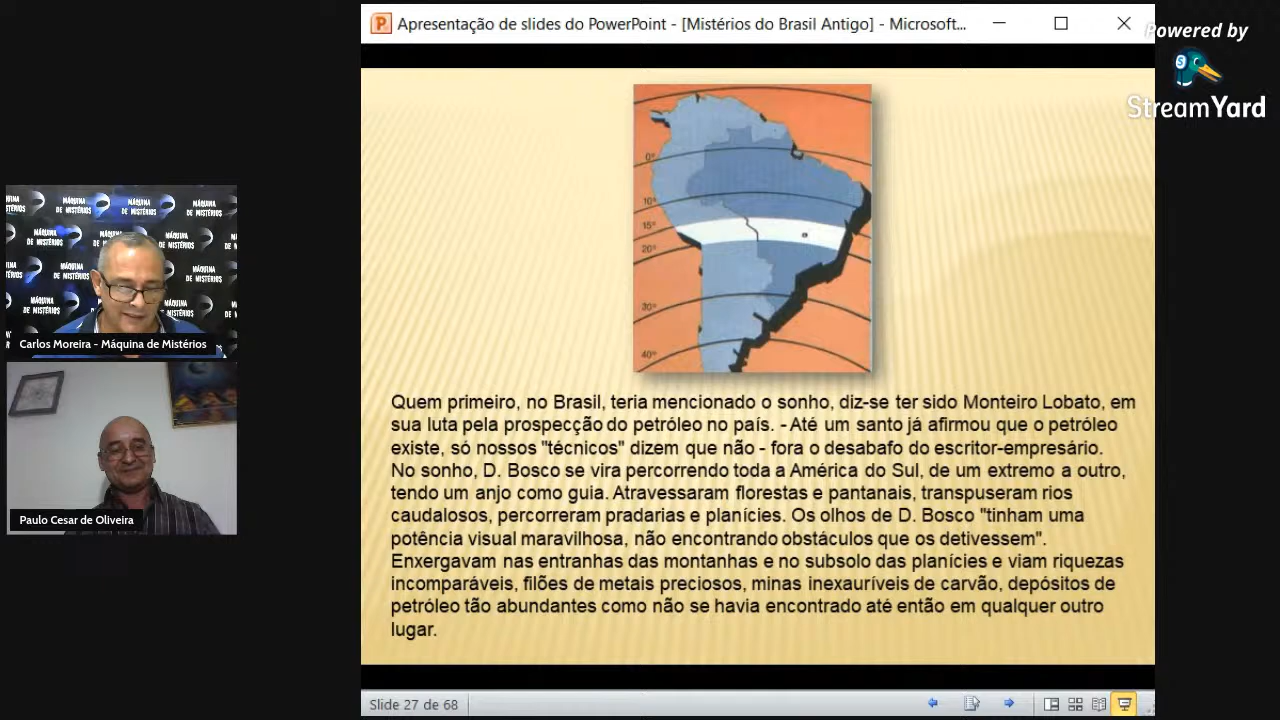 Apresentação de slides do PowerPoint - [Mistérios do Brasil Antigo] - Microsoft...
Powered by
StreamYard
0°
10°
15°
20°
30°
40°
MÁQUINA
DE MISTÉRIOS
MÁQUINA
DE MISTÉRIOS
MÁQUINA
DE MISTÉRIOS
Carlos Moreira - Máquina de Mistérios
Paulo Cesar de Oliveira
Quem primeiro, no Brasil, teria mencionado o sonho, diz-se ter sido Monteiro Lobato, em
sua luta pela prospecção do petróleo no país. - Até um santo já afirmou que o petróleo
existe, só nossos "técnicos" dizem que não - fora o desabafo do escritor-empresário.
No sonho, D. Bosco se vira percorrendo toda a América do Sul, de um extremo a outro,
tendo um anjo como guia. Atravessaram florestas e pantanais, transpuseram rios
caudalosos, percorreram pradarias e planícies. Os olhos de D. Bosco "tinham uma
potência visual maravilhosa, não encontrando obstáculos que os detivessem".
Enxergavam nas entranhas das montanhas e no subsolo das planícies e viam riquezas
incomparáveis, filões de metais preciosos, minas inexauríveis de carvão, depósitos de
petróleo tão abundantes como não se havia encontrado até então em qualquer outro
lugar.
Slide 27 de 68